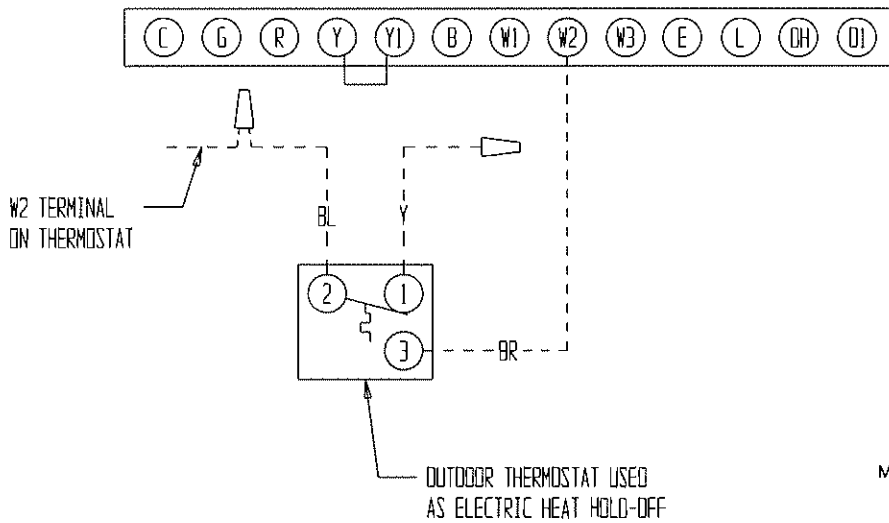 C G R Y Y1 B W1 W2 W3 E L OH O1
W2 TERMINAL
ON THERMOSTAT
BL
Y
2
1
3
BR
OUTDOOR THERMOSTAT USED
AS ELECTRIC HEAT HOLD-OFF
M